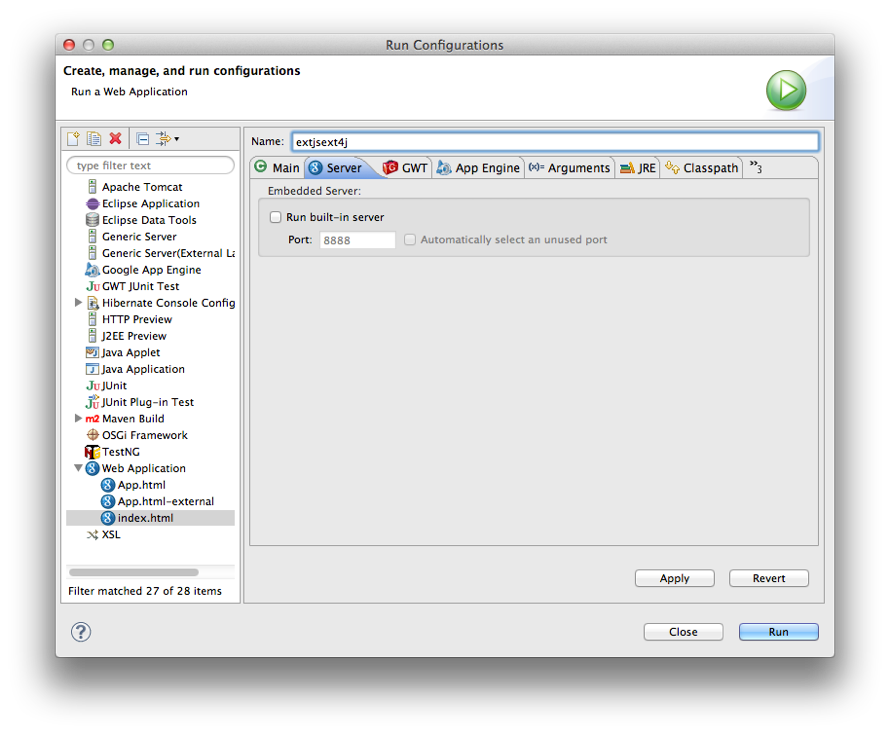 Run Configurations
Create, manage, and run configurations
Run a Web Application
Name: extjsext4j
type filter text
Main Server GWT App Engine (x)= Arguments JRE Classpath »3
Embedded Server:
Run built-in server
Port: 8888 Automatically select an unused port
Apache Tomcat
Eclipse Application
Eclipse Data Tools
Generic Server
Generic Server(External La
Google App Engine
Ju GWT JUnit Test
Hibernate Console Config
HTTP Preview
J2EE Preview
Java Applet
Java Application
Ju JUnit
JUnit Plug-in Test
m2 Maven Build
OSGi Framework
TestNG
Web Application
App.html
App.html-external
index.html
XSL
Filter matched 27 of 28 items
Apply Revert
? Close Run